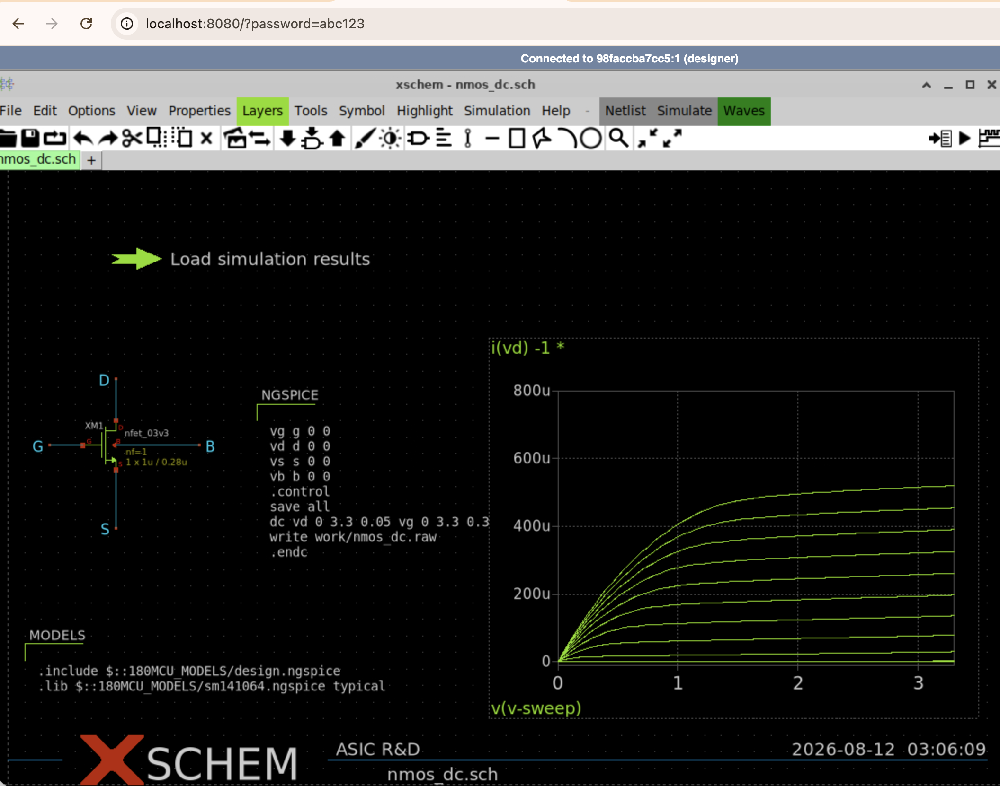 localhost:8080/?password=abc123
Connected to 98faccba7cc5:1 (designer)
xschem - nmos_dc.sch
File Edit Options View Properties Layers Tools Symbol Highlight Simulation Help - Netlist Simulate Waves
nmos_dc.sch +
Load simulation results
i(vd) -1 *
800u
600u
400u
200u
0
0 1 2 3
v(v-sweep)
D
XM1
D
nfet_03v3
G
G
B
B
nf=1
S
1 x 1u / 0.28u
S
NGSPICE
vg g 0 0
vd d 0 0
vs s 0 0
vb b 0 0
.control
save all
dc vd 0 3.3 0.05 vg 0 3.3 0.3
write work/nmos_dc.raw
.endc
MODELS
.include $::180MCU_MODELS/design.ngspice
.lib $::180MCU_MODELS/sm141064.ngspice typical
XSCHEM
ASIC R&D
2026-08-12 03:06:09
nmos_dc.sch